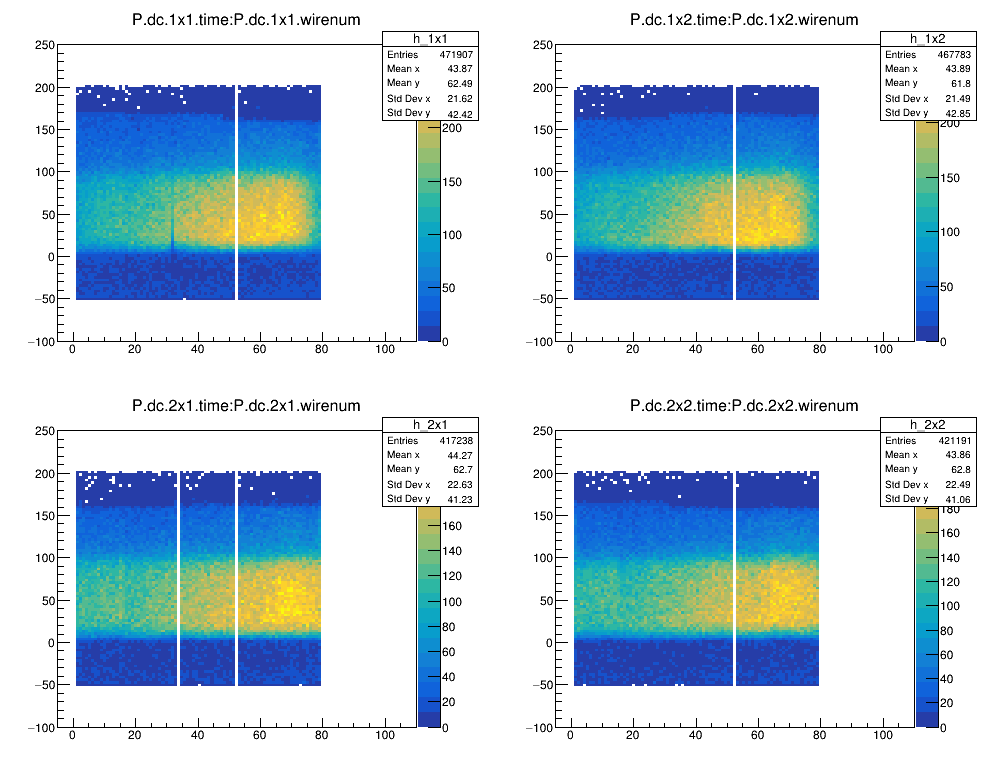 P.dc.1x1.time:P.dc.1x1.wirenum
h_1x1
Entries 471907
Mean x 43.87
Mean y 62.49
Std Dev x 21.62
Std Dev y 42.42
250
200
150
100
50
0
−50
−100
0 20 40 60 80 100
200
150
100
50
0
P.dc.1x2.time:P.dc.1x2.wirenum
h_1x2
Entries 467783
Mean x 43.89
Mean y 61.8
Std Dev x 21.49
Std Dev y 42.85
250
200
150
100
50
0
−50
−100
0 20 40 60 80 100
200
150
100
50
0
P.dc.2x1.time:P.dc.2x1.wirenum
h_2x1
Entries 417238
Mean x 44.27
Mean y 62.7
Std Dev x 22.63
Std Dev y 41.23
250
200
150
100
50
0
−50
−100
0 20 40 60 80 100
160
140
120
100
80
60
40
20
0
P.dc.2x2.time:P.dc.2x2.wirenum
h_2x2
Entries 421191
Mean x 43.86
Mean y 62.8
Std Dev x 22.49
Std Dev y 41.06
250
200
150
100
50
0
−50
−100
0 20 40 60 80 100
180
160
140
120
100
80
60
40
20
0